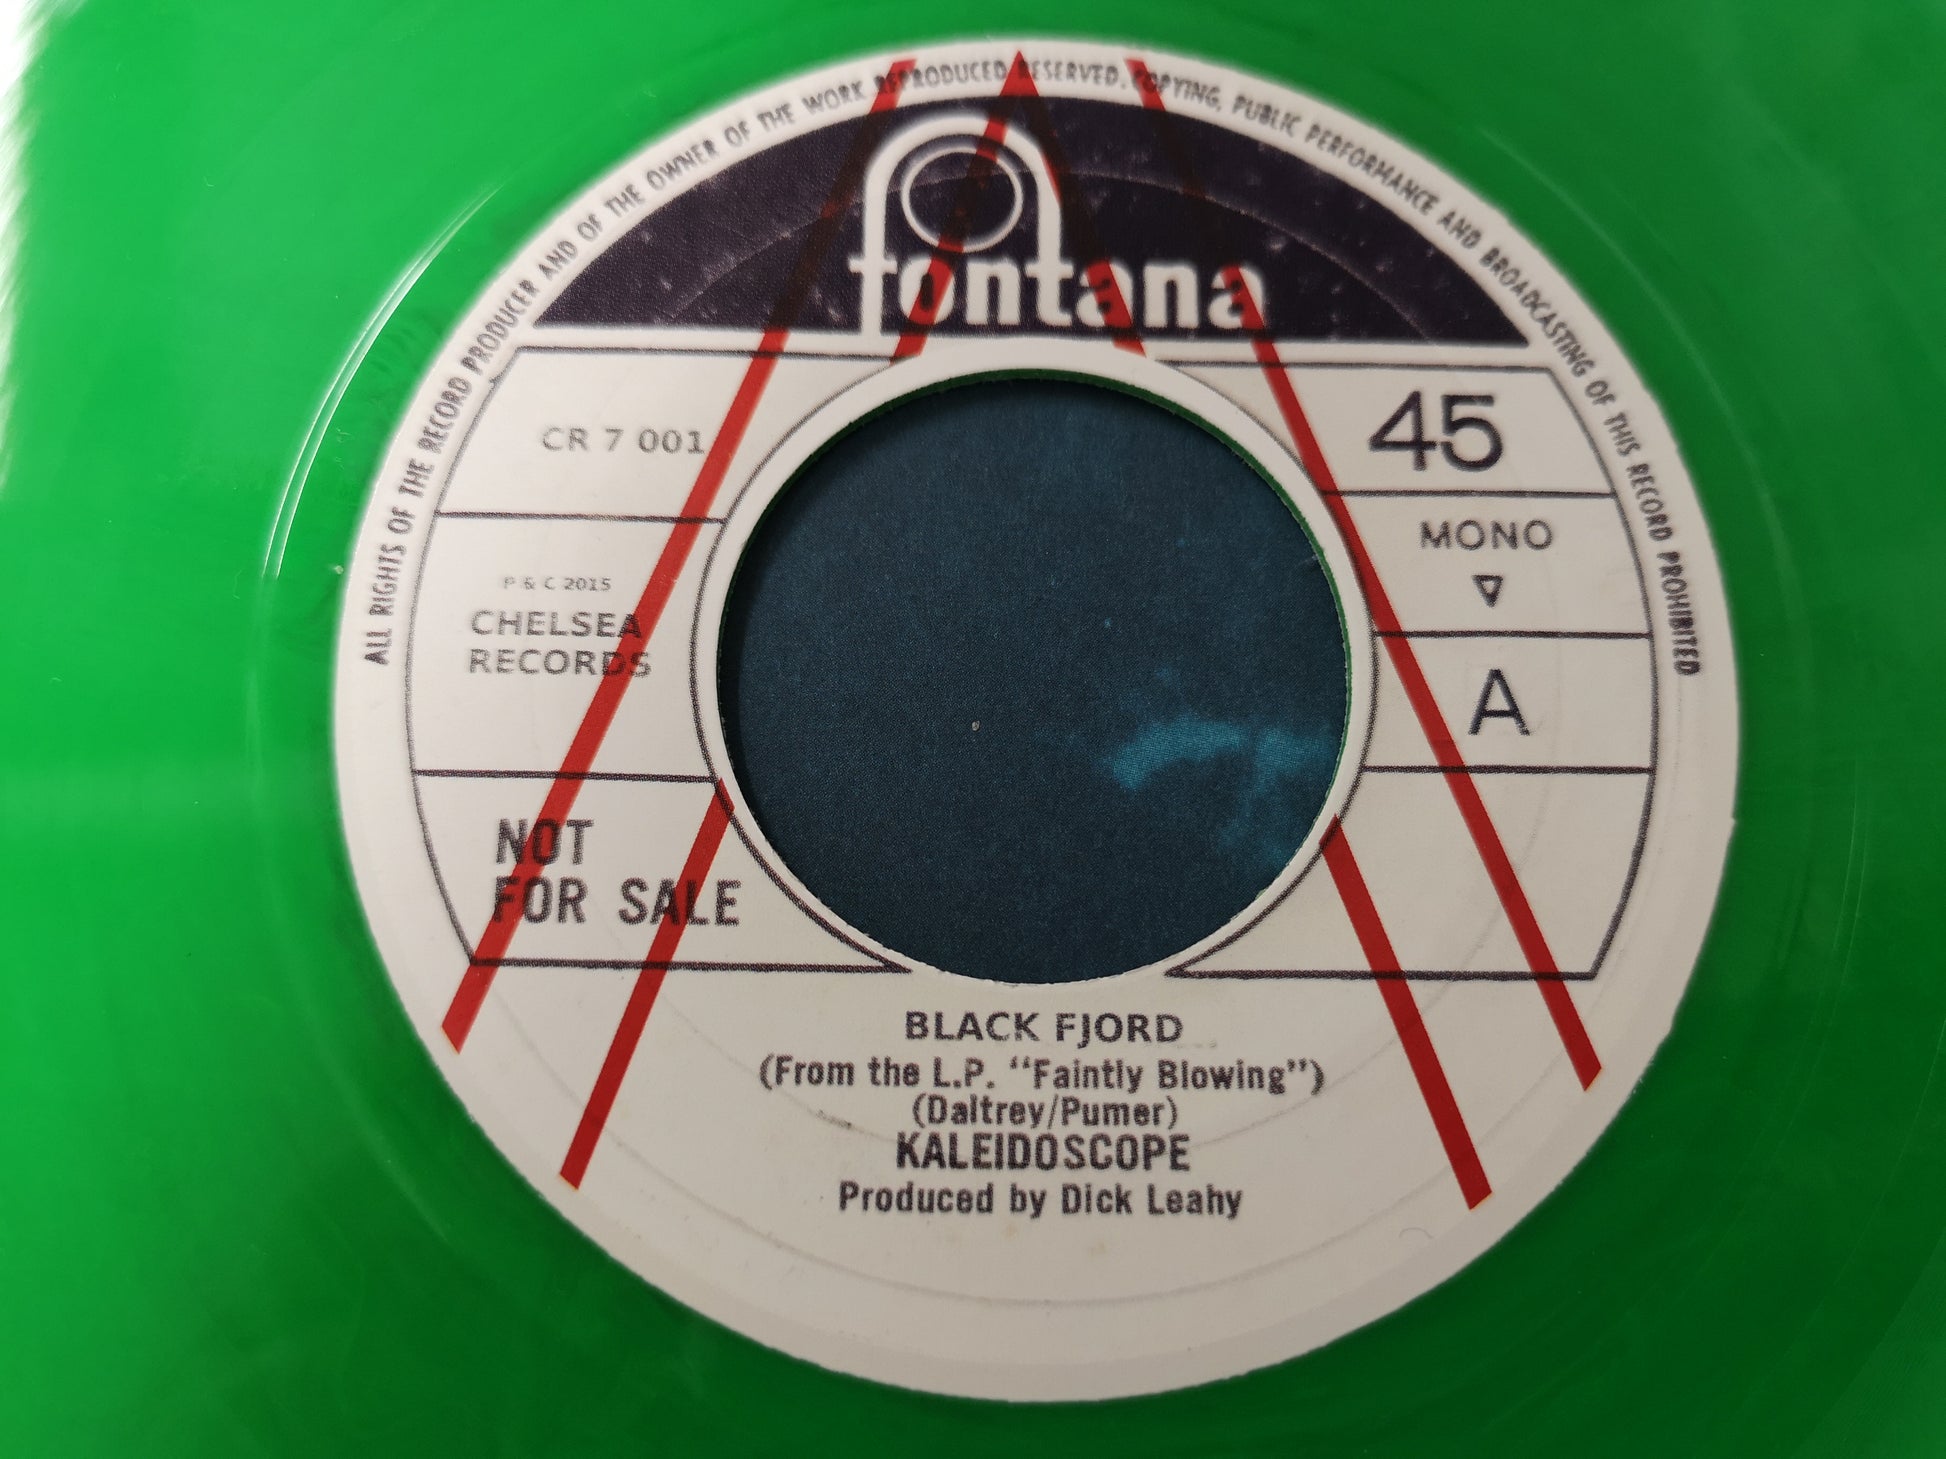 ALL RIGHTS OF THE RECORD PRODUCER AND OF THE OWNER OF THE WORK REPRODUCED RESERVED. COPYING, PUBLIC PERFORMANCE AND BROADCASTING OF THIS RECORD PROHIBITED
fontana
CR 7 001
45
MONO
P & C 2015
CHELSEA
RECORDS
A
NOT
FOR SALE
BLACK FJORD
(From the L.P. "Faintly Blowing")
(Daltrey/Pumer)
KALEIDOSCOPE
Produced by Dick Leahy